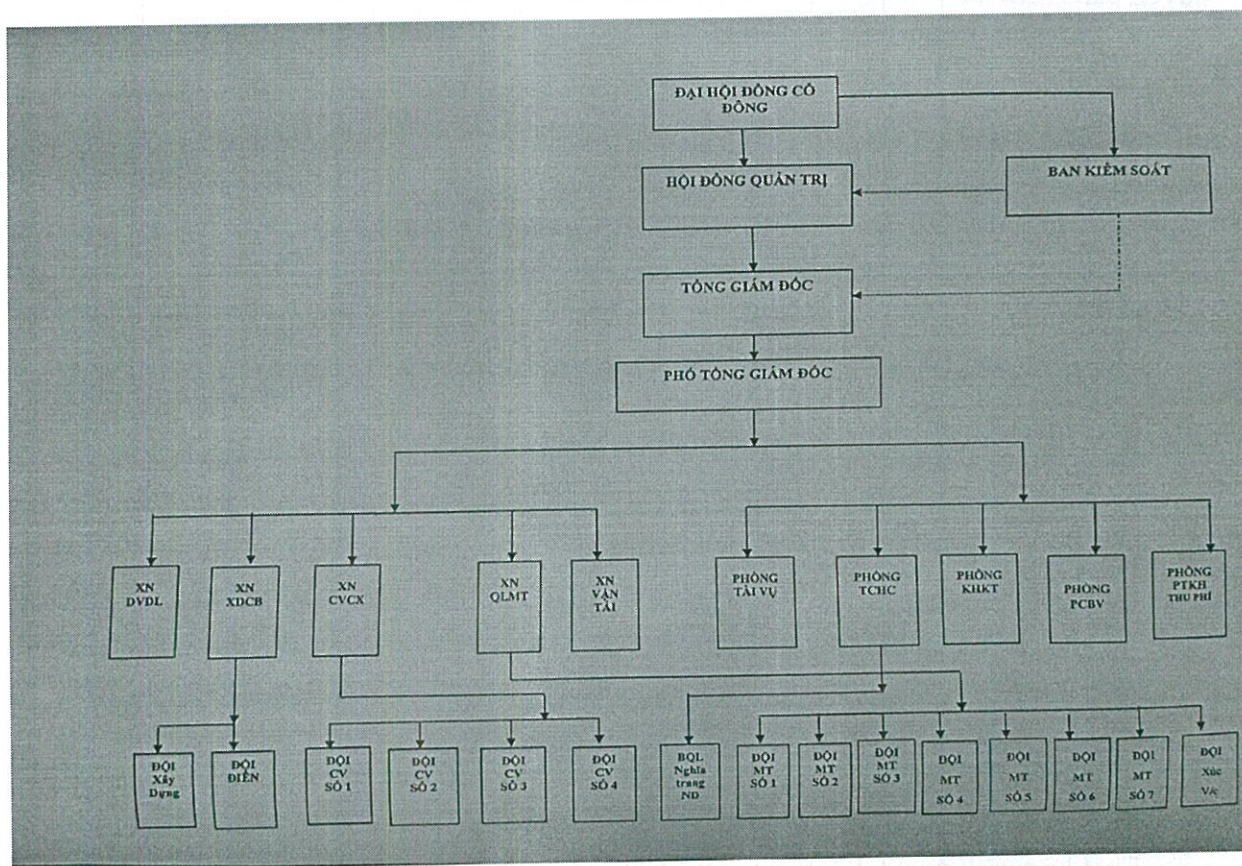 ĐẠI HỘI ĐỒNG CỔ
ĐÔNG
HỘI ĐỒNG QUẢN TRỊ
BAN KIỂM SOÁT
TỔNG GIÁM ĐỐC
PHÓ TỔNG GIÁM ĐỐC
XN
DVDL
XN
XDCB
XN
CVCX
XN
QLMT
XN
VẬN
TẢI
PHÒNG
TÀI VỤ
PHÒNG
TCHC
PHÒNG
KHKT
PHÒNG
PCBV
PHÒNG
PTKH
THU PHÍ
ĐỘI
Xây
Dựng
ĐỘI
ĐIỆN
ĐỘI
CV
SỐ 1
ĐỘI
CV
SỐ 2
ĐỘI
CV
SỐ 3
ĐỘI
CV
SỐ 4
BQL
Nghĩa
trang
ND
ĐỘI
MT
SỐ 1
ĐỘI
MT
SỐ 2
ĐỘI
MT
SỐ 3
ĐỘI
MT
SỐ 4
ĐỘI
MT
SỐ 5
ĐỘI
MT
SỐ 6
ĐỘI
MT
SỐ 7
ĐỘI
Xúc
V/c